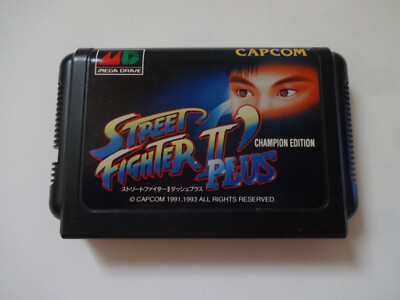 MD
MEGA DRIVE
CAPCOM
STREET
FIGHTER II'
PLUS
CHAMPION EDITION
ストリートファイターⅡダッシュプラス
© CAPCOM 1991,1993 ALL RIGHTS RESERVED